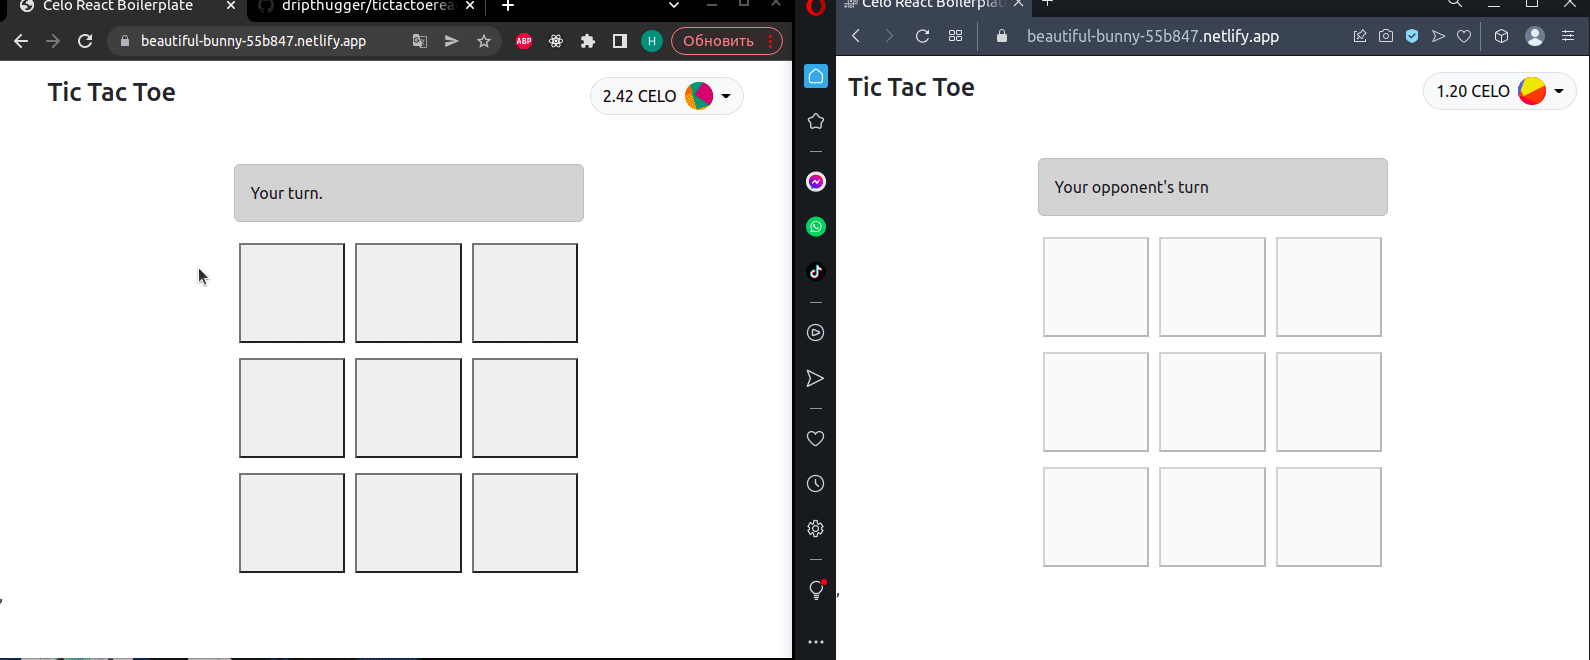 Celo React Boilerplate
dripthugger/tictactoerea
beautiful-bunny-55b847.netlify.app
ABP
H
Обновить
Tic Tac Toe
2.42 CELO
Your turn.
,
Celo React Boilerplat
beautiful-bunny-55b847.netlify.app
Tic Tac Toe
1.20 CELO
Your opponent's turn
,